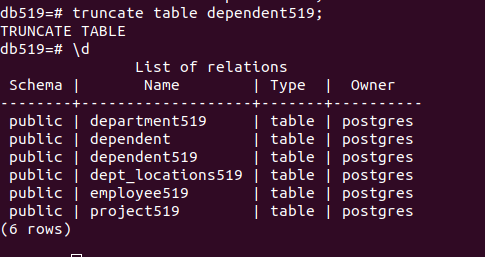 db519=# truncate table dependent519;
TRUNCATE TABLE
db519=# \d
List of relations
Schema | Name | Type | Owner
--------+------------------+-------+----------
public | department519 | table | postgres
public | dependent | table | postgres
public | dependent519 | table | postgres
public | dept_locations519 | table | postgres
public | employee519 | table | postgres
public | project519 | table | postgres
(6 rows)